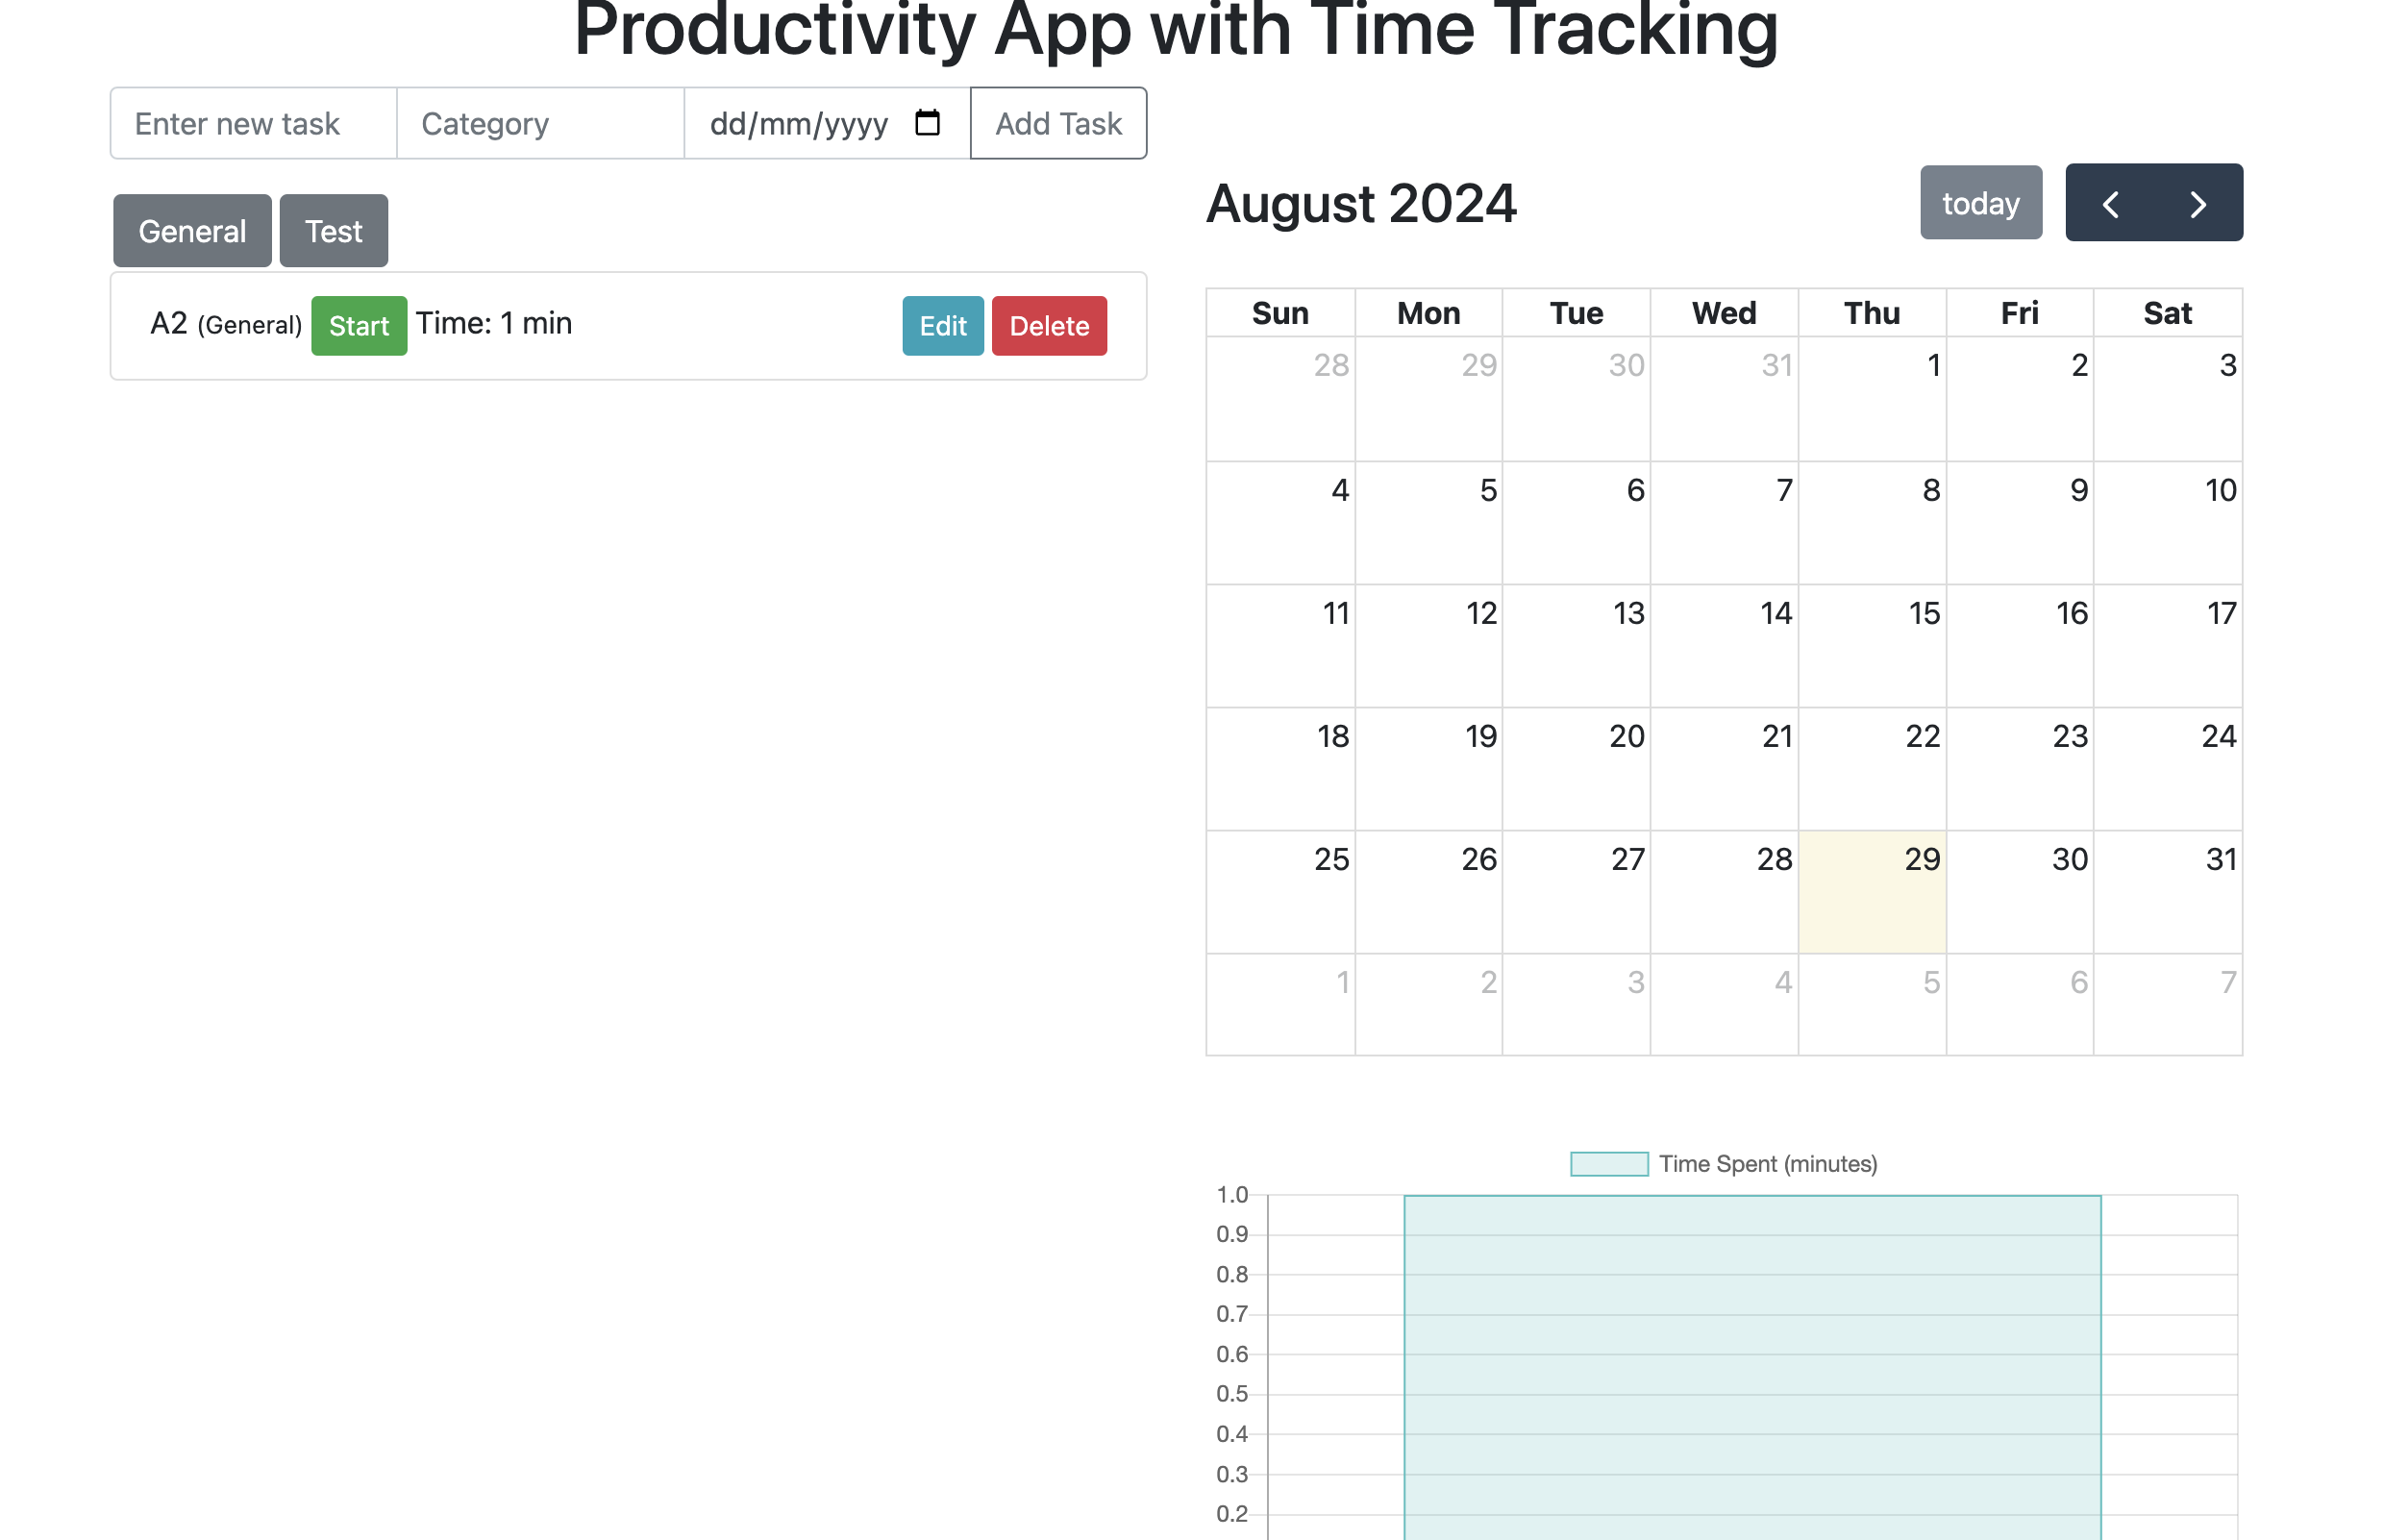 Productivity App with Time Tracking
Enter new task Category dd/mm/yyyy Add Task
General Test
A2 (General) Start Time: 1 min Edit Delete
August 2024 today
Sun Mon Tue Wed Thu Fri Sat
28 29 30 31 1 2 3
4 5 6 7 8 9 10
11 12 13 14 15 16 17
18 19 20 21 22 23 24
25 26 27 28 29 30 31
1 2 3 4 5 6 7
Time Spent (minutes)
1.0
0.9
0.8
0.7
0.6
0.5
0.4
0.3
0.2